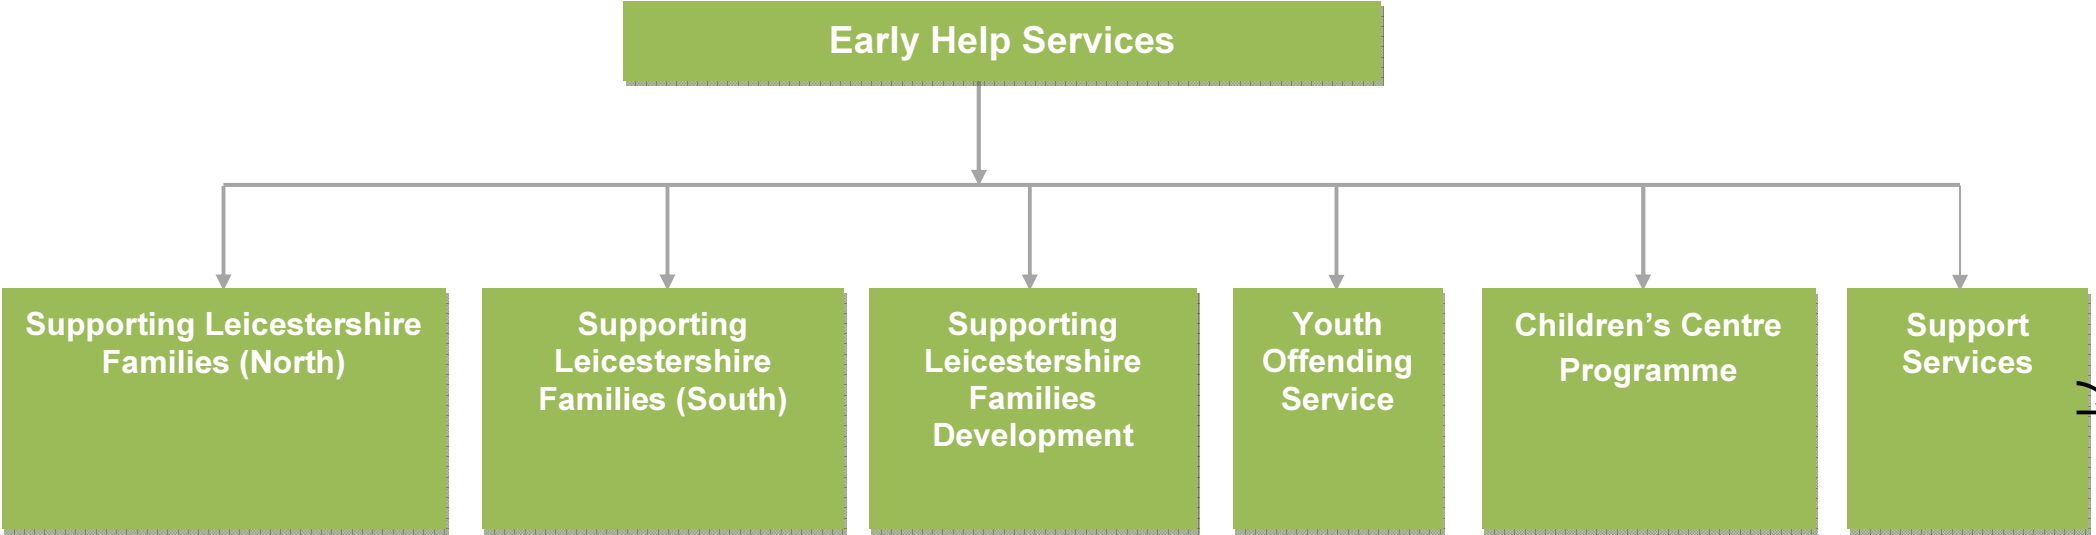 Early Help Services
Supporting Leicestershire
Families (North)
Supporting
Leicestershire
Families (South)
Supporting
Leicestershire
Families
Development
Youth
Offending
Service
Children’s Centre
Programme
Support
Services